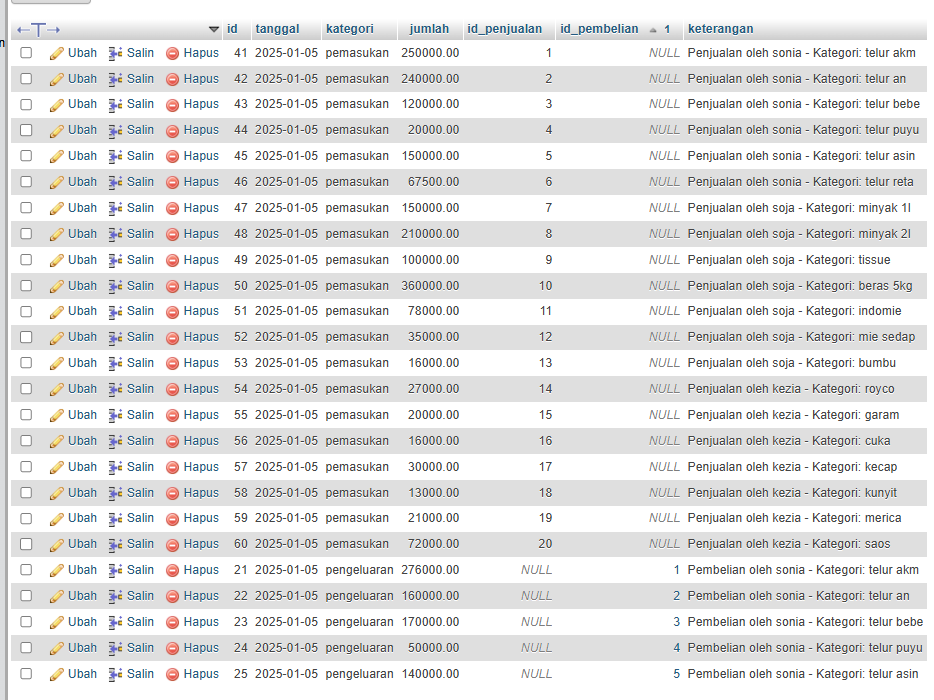 id tanggal kategori jumlah id_penjualan id_pembelian 1 keterangan
Ubah Salin Hapus 41 2025-01-05 pemasukan 250000.00 1 NULL Penjualan oleh sonia - Kategori: telur akm
Ubah Salin Hapus 42 2025-01-05 pemasukan 240000.00 2 NULL Penjualan oleh sonia - Kategori: telur an
Ubah Salin Hapus 43 2025-01-05 pemasukan 120000.00 3 NULL Penjualan oleh sonia - Kategori: telur bebe
Ubah Salin Hapus 44 2025-01-05 pemasukan 20000.00 4 NULL Penjualan oleh sonia - Kategori: telur puyu
Ubah Salin Hapus 45 2025-01-05 pemasukan 150000.00 5 NULL Penjualan oleh sonia - Kategori: telur asin
Ubah Salin Hapus 46 2025-01-05 pemasukan 67500.00 6 NULL Penjualan oleh sonia - Kategori: telur reta
Ubah Salin Hapus 47 2025-01-05 pemasukan 150000.00 7 NULL Penjualan oleh soja - Kategori: minyak 1l
Ubah Salin Hapus 48 2025-01-05 pemasukan 210000.00 8 NULL Penjualan oleh soja - Kategori: minyak 2l
Ubah Salin Hapus 49 2025-01-05 pemasukan 100000.00 9 NULL Penjualan oleh soja - Kategori: tissue
Ubah Salin Hapus 50 2025-01-05 pemasukan 360000.00 10 NULL Penjualan oleh soja - Kategori: beras 5kg
Ubah Salin Hapus 51 2025-01-05 pemasukan 78000.00 11 NULL Penjualan oleh soja - Kategori: indomie
Ubah Salin Hapus 52 2025-01-05 pemasukan 35000.00 12 NULL Penjualan oleh soja - Kategori: mie sedap
Ubah Salin Hapus 53 2025-01-05 pemasukan 16000.00 13 NULL Penjualan oleh soja - Kategori: bumbu
Ubah Salin Hapus 54 2025-01-05 pemasukan 27000.00 14 NULL Penjualan oleh kezia - Kategori: royco
Ubah Salin Hapus 55 2025-01-05 pemasukan 20000.00 15 NULL Penjualan oleh kezia - Kategori: garam
Ubah Salin Hapus 56 2025-01-05 pemasukan 16000.00 16 NULL Penjualan oleh kezia - Kategori: cuka
Ubah Salin Hapus 57 2025-01-05 pemasukan 30000.00 17 NULL Penjualan oleh kezia - Kategori: kecap
Ubah Salin Hapus 58 2025-01-05 pemasukan 13000.00 18 NULL Penjualan oleh kezia - Kategori: kunyit
Ubah Salin Hapus 59 2025-01-05 pemasukan 21000.00 19 NULL Penjualan oleh kezia - Kategori: merica
Ubah Salin Hapus 60 2025-01-05 pemasukan 72000.00 20 NULL Penjualan oleh kezia - Kategori: saos
Ubah Salin Hapus 21 2025-01-05 pengeluaran 276000.00 NULL 1 Pembelian oleh sonia - Kategori: telur akm
Ubah Salin Hapus 22 2025-01-05 pengeluaran 160000.00 NULL 2 Pembelian oleh sonia - Kategori: telur an
Ubah Salin Hapus 23 2025-01-05 pengeluaran 170000.00 NULL 3 Pembelian oleh sonia - Kategori: telur bebe
Ubah Salin Hapus 24 2025-01-05 pengeluaran 50000.00 NULL 4 Pembelian oleh sonia - Kategori: telur puyu
Ubah Salin Hapus 25 2025-01-05 pengeluaran 140000.00 NULL 5 Pembelian oleh sonia - Kategori: telur asin